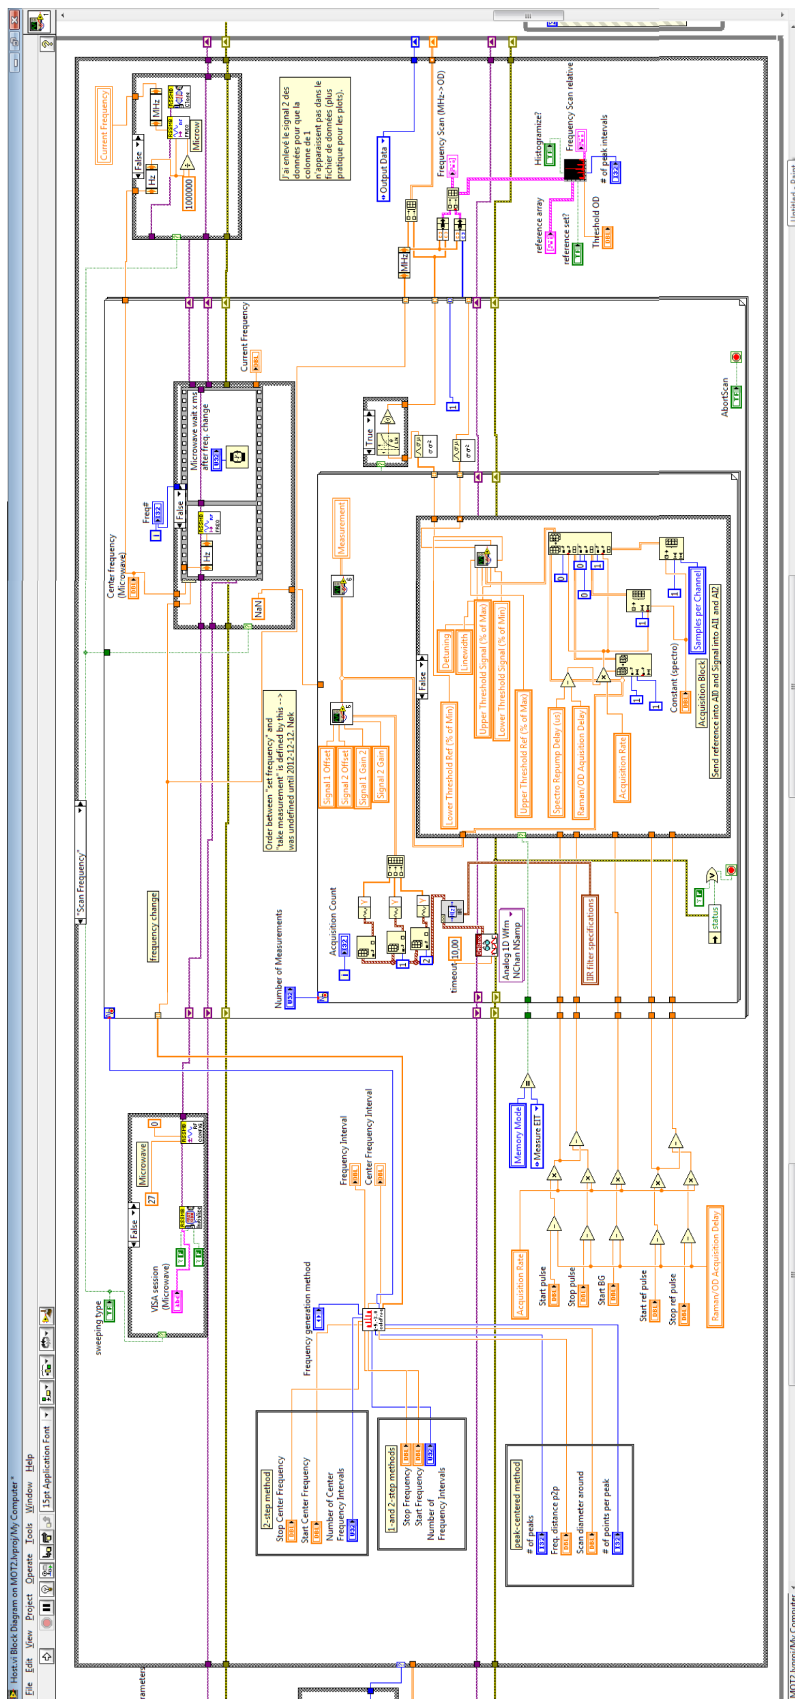 Host.vi Block Diagram on MOT2.lvproj/My Computer *
File Edit View Project Operate Tools Window Help
15pt Application Font
"Scan Frequency"
sweeping type
TF
False
27
Microwave
0
VISA session
(Microwave)
2-step method
Stop Center Frequency
Start Center Frequency
Number of Center
Frequency Intervals
1-and 2-step methods
Stop Frequency
Start Frequency
Number of
Frequency Intervals
peak-centered method
# of peaks
Freq. distance p2p
Scan diameter around
# of points per peak
Frequency generation method
Frequency Interval
Center Frequency Interval
Acquisition Rate
Start pulse
Stop pulse
Start BG
Start ref pulse
Stop ref pulse
Raman/OD Acquisition Delay
Memory Mode
Measure EIT
frequency change
Number of Measurements
Acquisition Count
timeout
10,00
Analog 1D Wfm
NChan NSamp
IIR filter specifications
status
Order between "set frequency" and
"take measurement" is defined by this -->
was undefined until 2012-12-12. Nøk
Signal 1 Offset
Signal 2 Offset
Signal 1 Gain 2
Signal 2 Gain
Measurement
Center frequency
(Microwave)
Freq#
False
NaN
Hz
Microwave wait x ms
after freq. change
Current Frequency
False
Lower Threshold Ref (% of Min)
Detuning
Linewidth
Upper Threshold Signal (% of Max)
Lower Threshold Signal (% of Min)
Upper Threshold Ref (% of Max)
Spectro Repump Delay (us)
Raman/OD Aquisition Delay
Acquisition Rate
Constant (spectro)
Samples per Channel
Acquisition Block
Send reference into AI0 and Signal into AI1 and AI2
True
AbortScan
Current Frequency
False
Hz
MHz
1000000
Microw
J'ai enlevé le signal 2 des
données pour que la
colonne de 1
n'apparaissent pas dans le
fichier de données (plus
pratique pour les plots).
Output Data
MHz
Frequency Scan (MHz->OD)
Histogramize?
Frequency Scan relative
reference array
reference set?
Threshold OD
# of peak intervals
Untitled - Paint